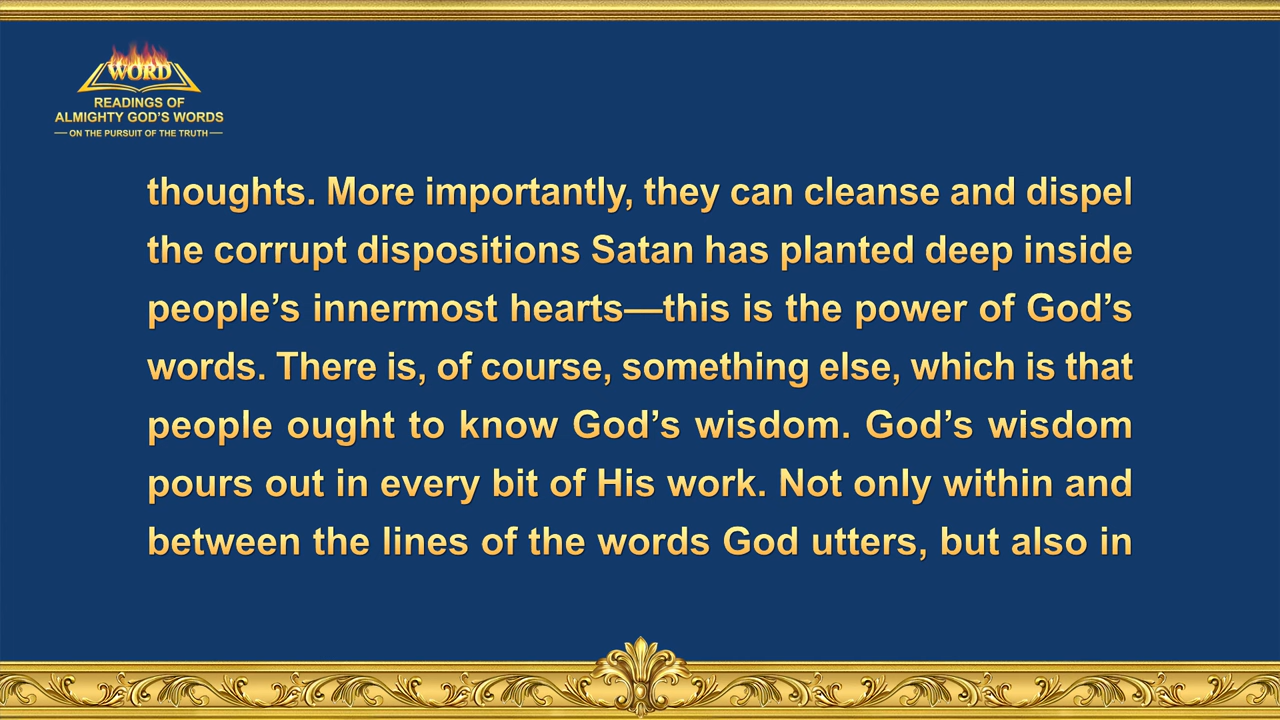 WORD
READINGS OF
ALMIGHTY GOD'S WORDS
— ON THE PURSUIT OF THE TRUTH —
thoughts. More importantly, they can cleanse and dispel
the corrupt dispositions Satan has planted deep inside
people’s innermost hearts—this is the power of God’s
words. There is, of course, something else, which is that
people ought to know God’s wisdom. God’s wisdom
pours out in every bit of His work. Not only within and
between the lines of the words God utters, but also in